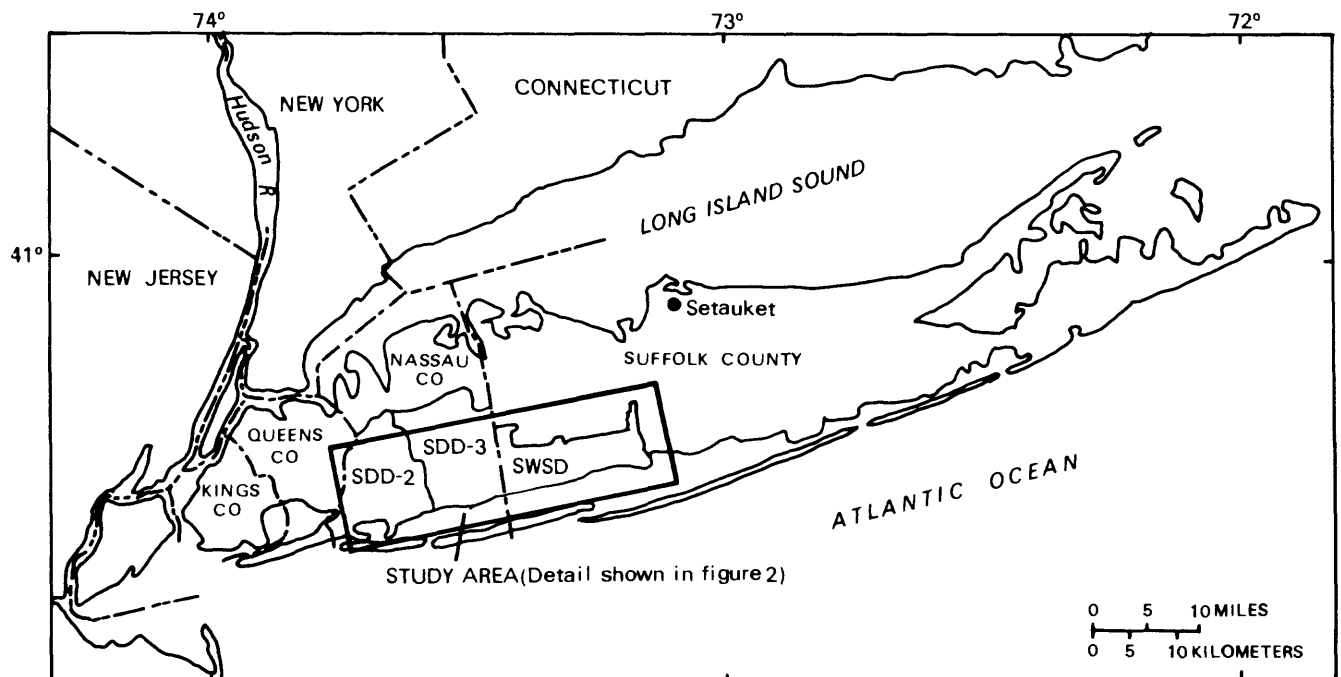 74° 73° 72°
CONNECTICUT
NEW YORK
Hudson R
LONG ISLAND SOUND
41°
NEW JERSEY
Setauket
NASSAU
CO
SUFFOLK COUNTY
QUEENS
CO
SDD-3
SWSD
SDD-2
KINGS
CO
ATLANTIC OCEAN
STUDY AREA(Detail shown in figure 2)
0 5 10 MILES
0 5 10 KILOMETERS